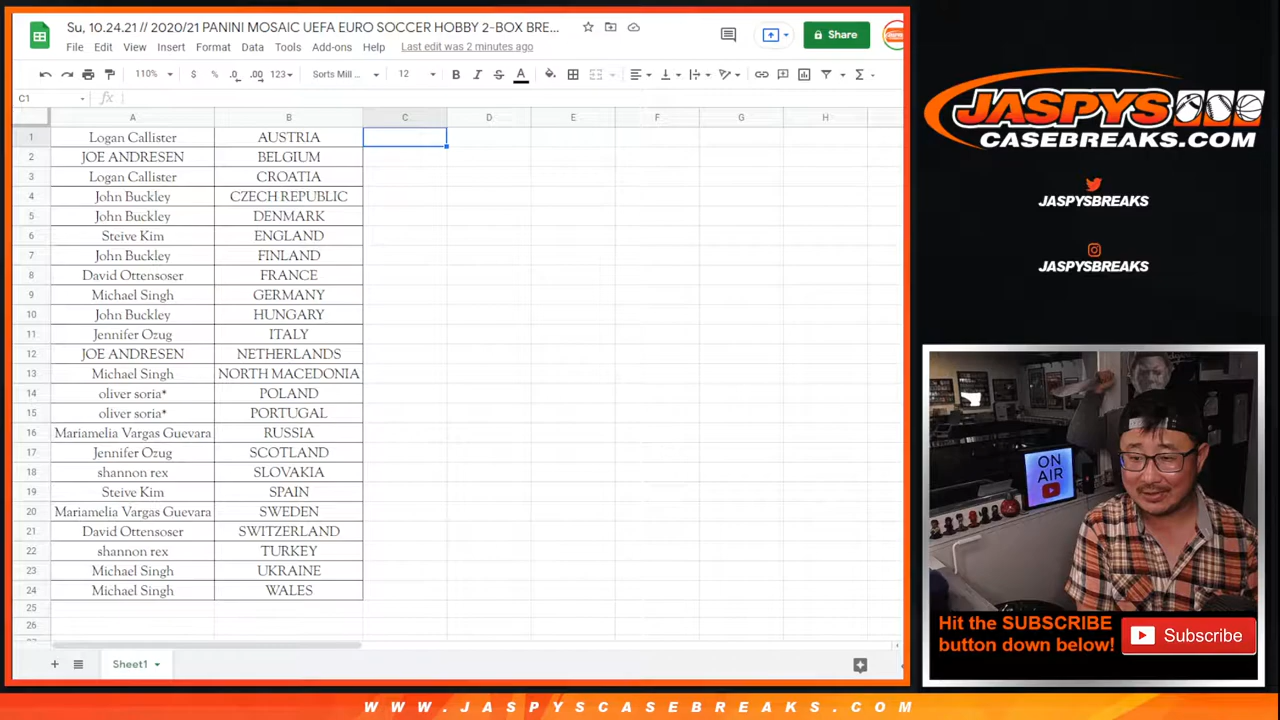 Su, 10.24.21 // 2020/21 PANINI MOSAIC UEFA EURO SOCCER HOBBY 2-BOX BRE...
File Edit View Insert Format Data Tools Add-ons Help Last edit was 2 minutes ago
Share
110% $ % .0 .00 123 Sorts Mill ... 12 B I S A
C1 fx
A B C D E F G H
1 Logan Callister AUSTRIA
2 JOE ANDRESEN BELGIUM
3 Logan Callister CROATIA
4 John Buckley CZECH REPUBLIC
5 John Buckley DENMARK
6 Steive Kim ENGLAND
7 John Buckley FINLAND
8 David Ottensoser FRANCE
9 Michael Singh GERMANY
10 John Buckley HUNGARY
11 Jennifer Ozug ITALY
12 JOE ANDRESEN NETHERLANDS
13 Michael Singh NORTH MACEDONIA
14 oliver soria* POLAND
15 oliver soria* PORTUGAL
16 Mariamelia Vargas Guevara RUSSIA
17 Jennifer Ozug SCOTLAND
18 shannon rex SLOVAKIA
19 Steive Kim SPAIN
20 Mariamelia Vargas Guevara SWEDEN
21 David Ottensoser SWITZERLAND
22 shannon rex TURKEY
23 Michael Singh UKRAINE
24 Michael Singh WALES
25
26
27
Sheet1
JASPYS
CASEBREAKS.COM
JASPYSBREAKS
JASPYSBREAKS
ON
AIR
Hit the SUBSCRIBE
button down below!
Subscribe
WWW.JASPYSCASEBREAKS.COM